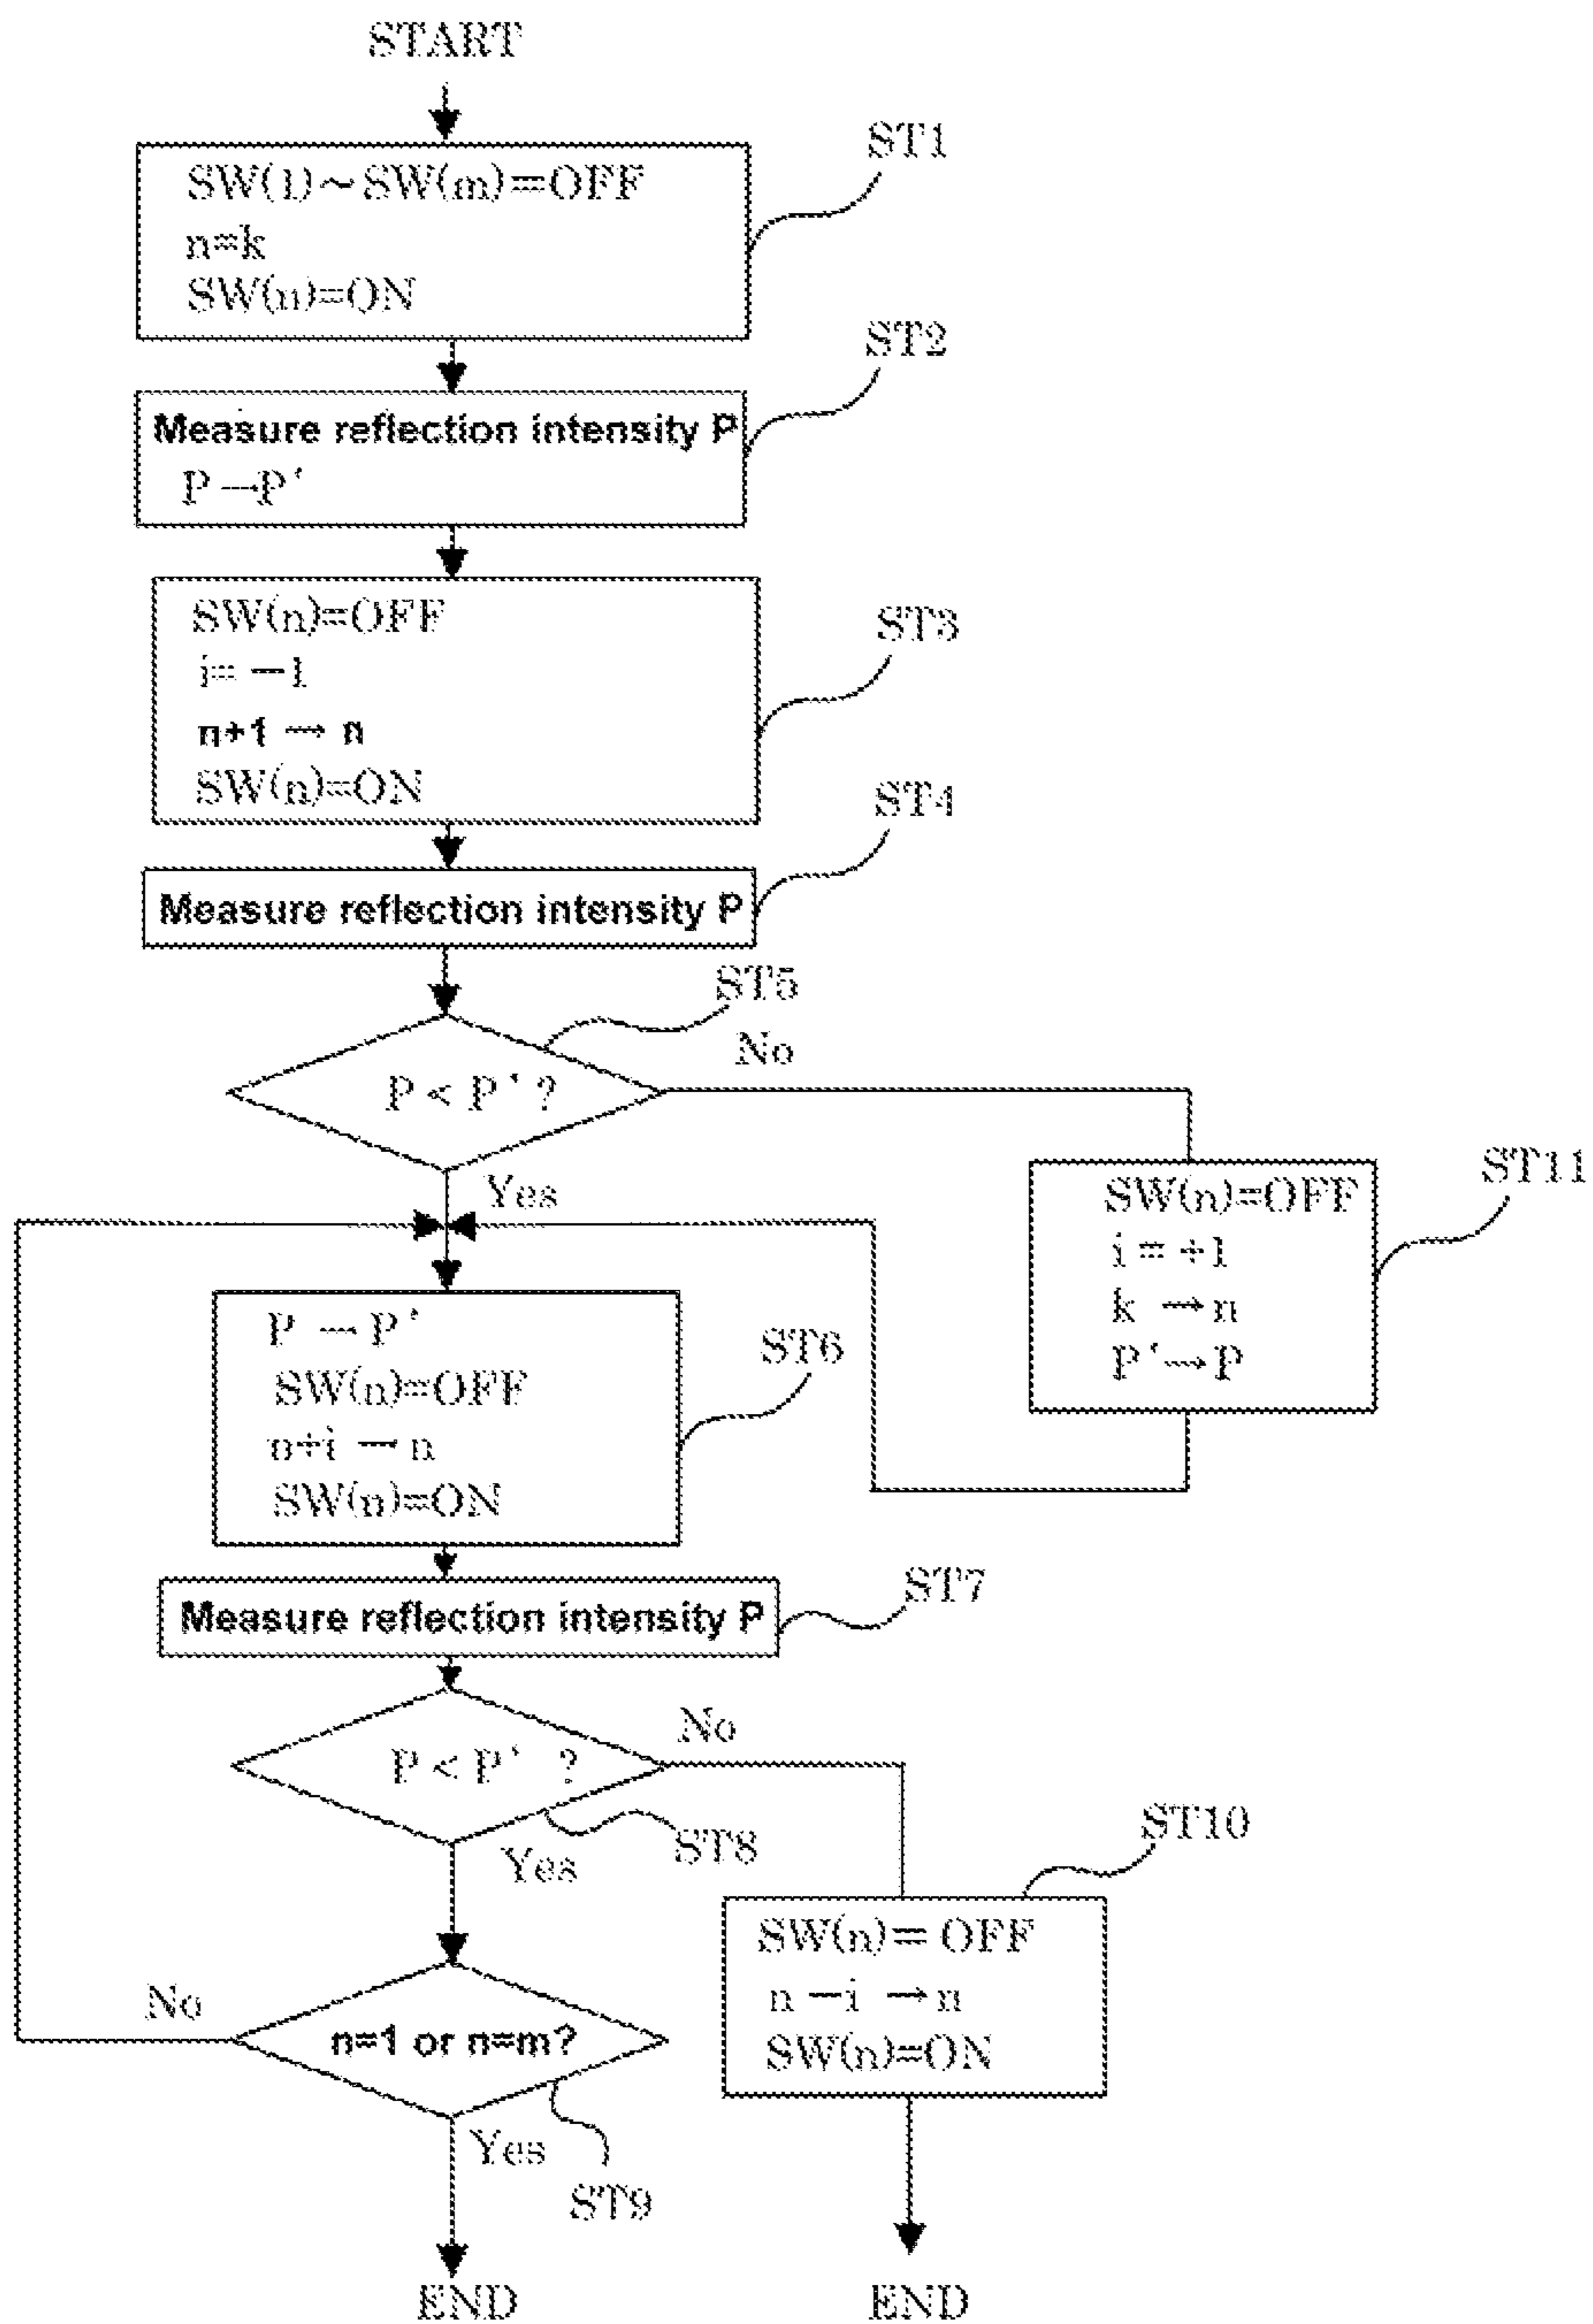 START
ST1
SW(1)~SW(m)=OFF
n=k
SW(n)=ON
ST2
Measure reflection intensity P
P→P‘
ST3
SW(n)=OFF
i= −1
n+1 → n
SW(n)=ON
ST4
Measure reflection intensity P
ST5
No
P < P‘ ?
Yes
ST11
SW(n)=OFF
i = +1
k → n
P‘→P
P → P‘
SW(n)=OFF
n+i → n
SW(n)=ON
ST6
Measure reflection intensity P
ST7
No
P < P‘ ?
Yes
ST8
ST10
SW(n)= OFF
n −i →n
SW(n)=ON
No
n=1 or n=m?
Yes
ST9
END
END